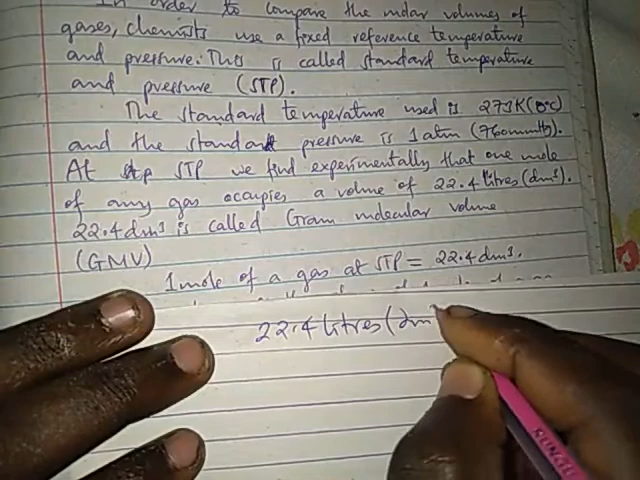 In order to compare the molar volumes of
gases, chemists use a fixed reference temperature
and pressure. This is called standard temperature
and pressure (STP).
The standard temperature used is 273K(0°C)
and the standard pressure is 1 atm (760mmHg).
At stp STP we find experimentally that one mole
of any gas occupies a volume of 22.4 litres (dm³).
22.4 dm³ is called Gram molecular volume
(GMV)
1 mole of a gas at STP = 22.4 dm³.
22.4 litres (dm